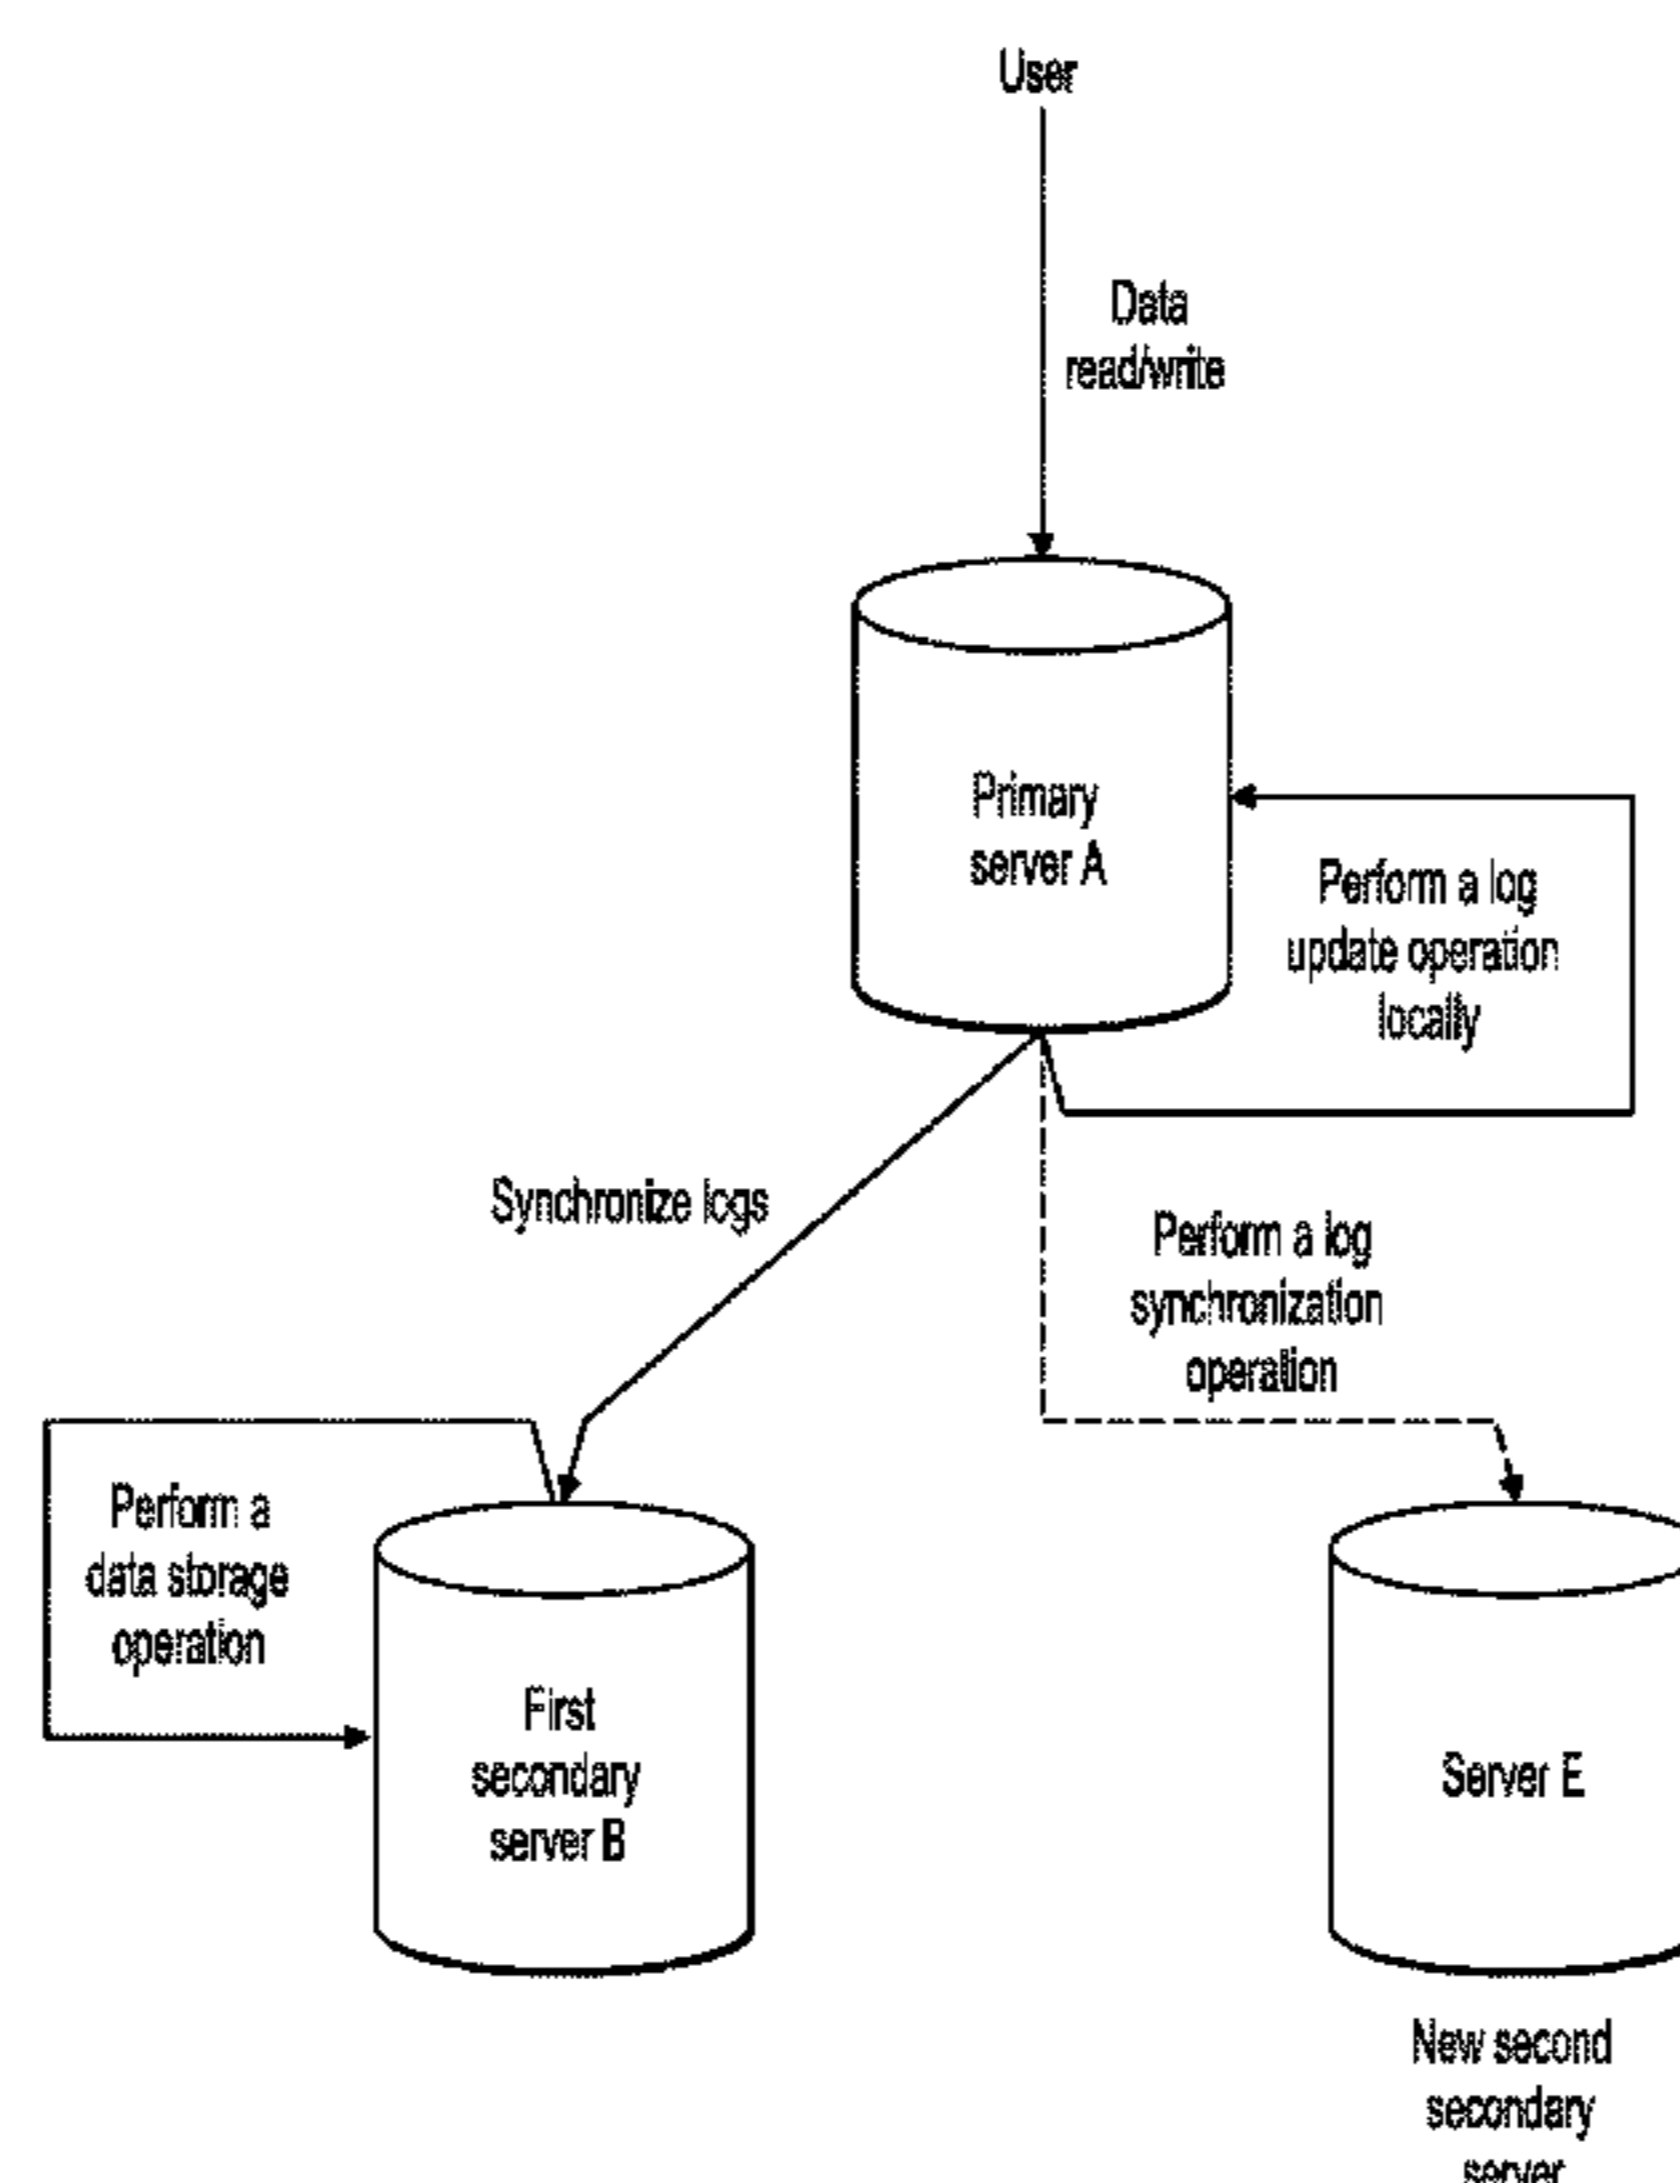 User
Data
read/write
Primary
server A
Perform a log
update operation
locally
Synchronize logs
Perform a log
synchronization
operation
Perform a
data storage
operation
First
secondary
server B
Server E
New second
secondary
server